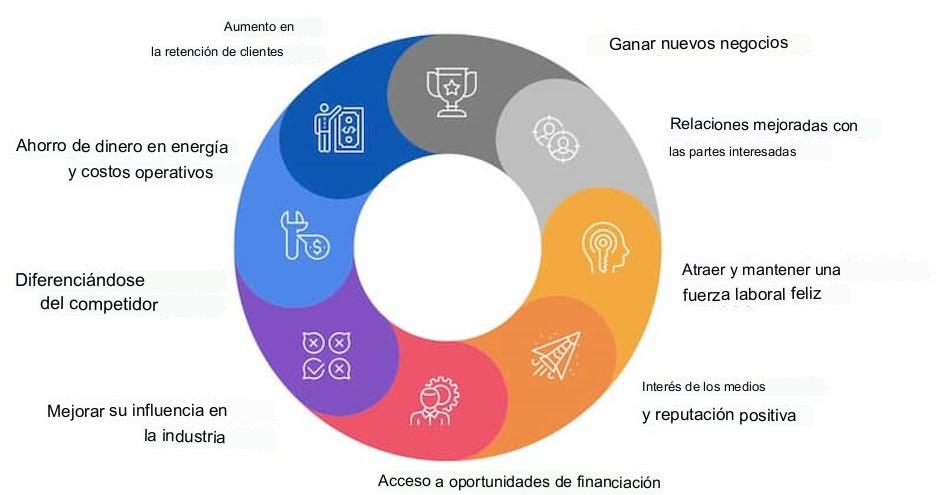 Aumento en
la retención de clientes
Ganar nuevos negocios
Relaciones mejoradas con
las partes interesadas
Ahorro de dinero en energía
y costos operativos
Atraer y mantener una
fuerza laboral feliz
Diferenciándose
del competidor
Interés de los medios
y reputación positiva
Mejorar su influencia en
la industria
Acceso a oportunidades de financiación